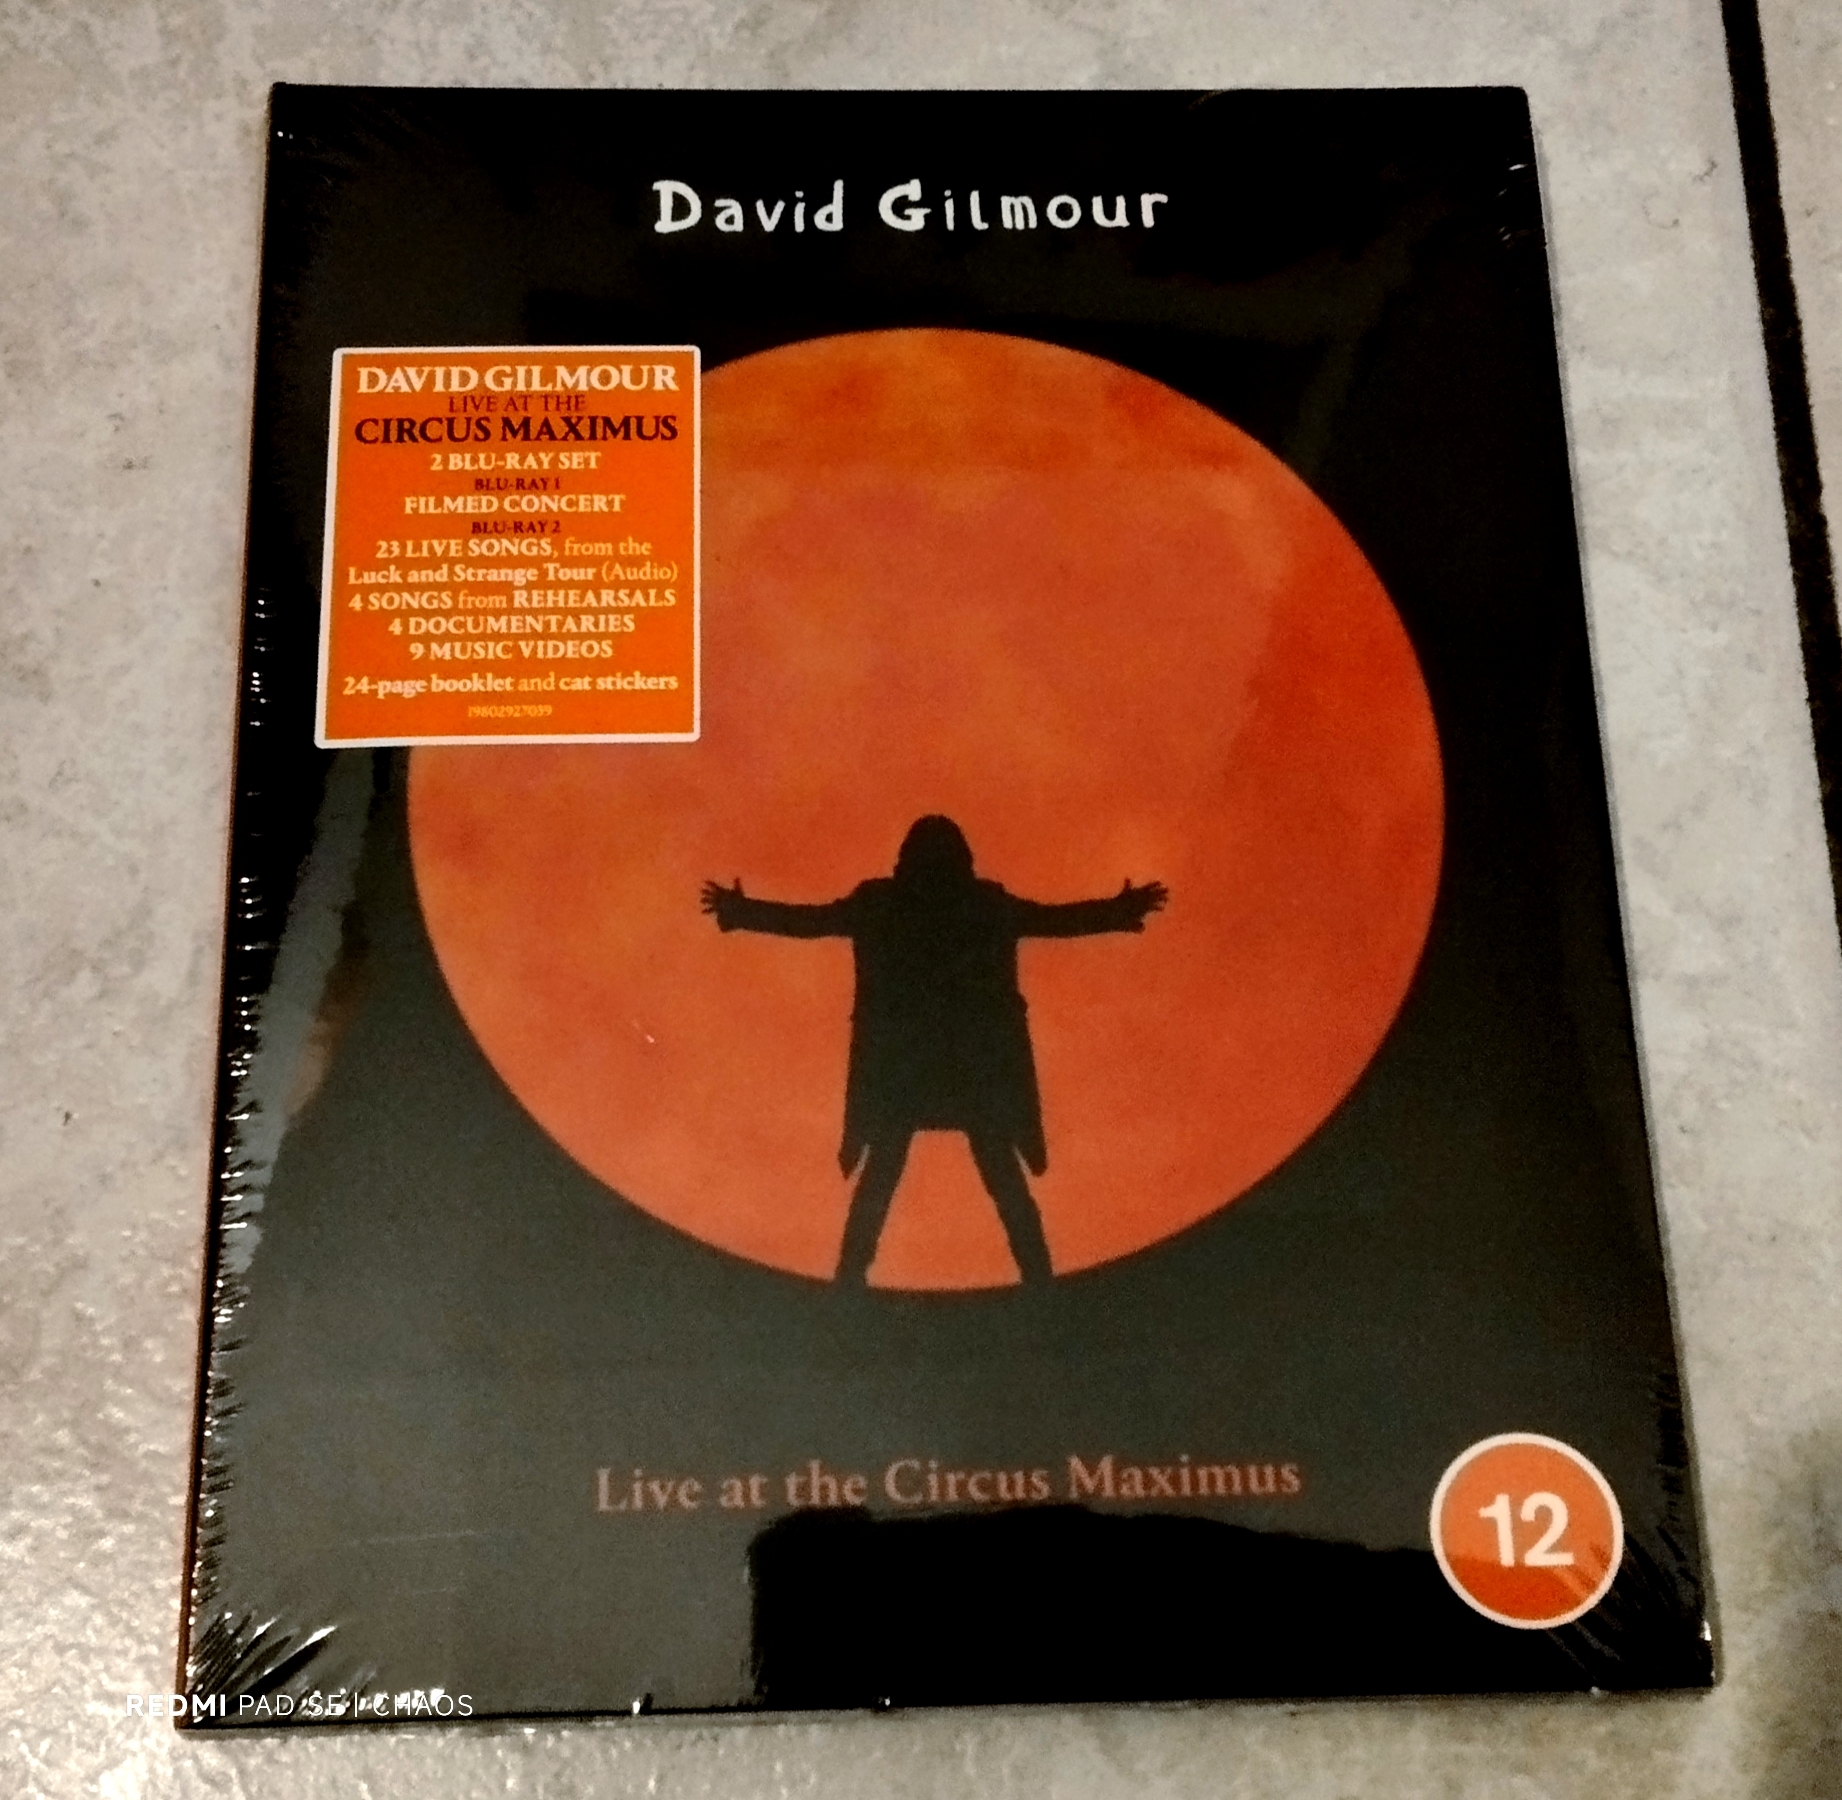 David Gilmour
DAVID GILMOUR
LIVE AT THE
CIRCUS MAXIMUS
2 BLU-RAY SET
BLU-RAY 1
FILMED CONCERT
BLU-RAY 2
23 LIVE SONGS, from the
Luck and Strange Tour (Audio)
4 SONGS from REHEARSALS
4 DOCUMENTARIES
9 MUSIC VIDEOS
24-page booklet and cat stickers
19802927039
Live at the Circus Maximus
12
REDMI PAD SE | CHAOS